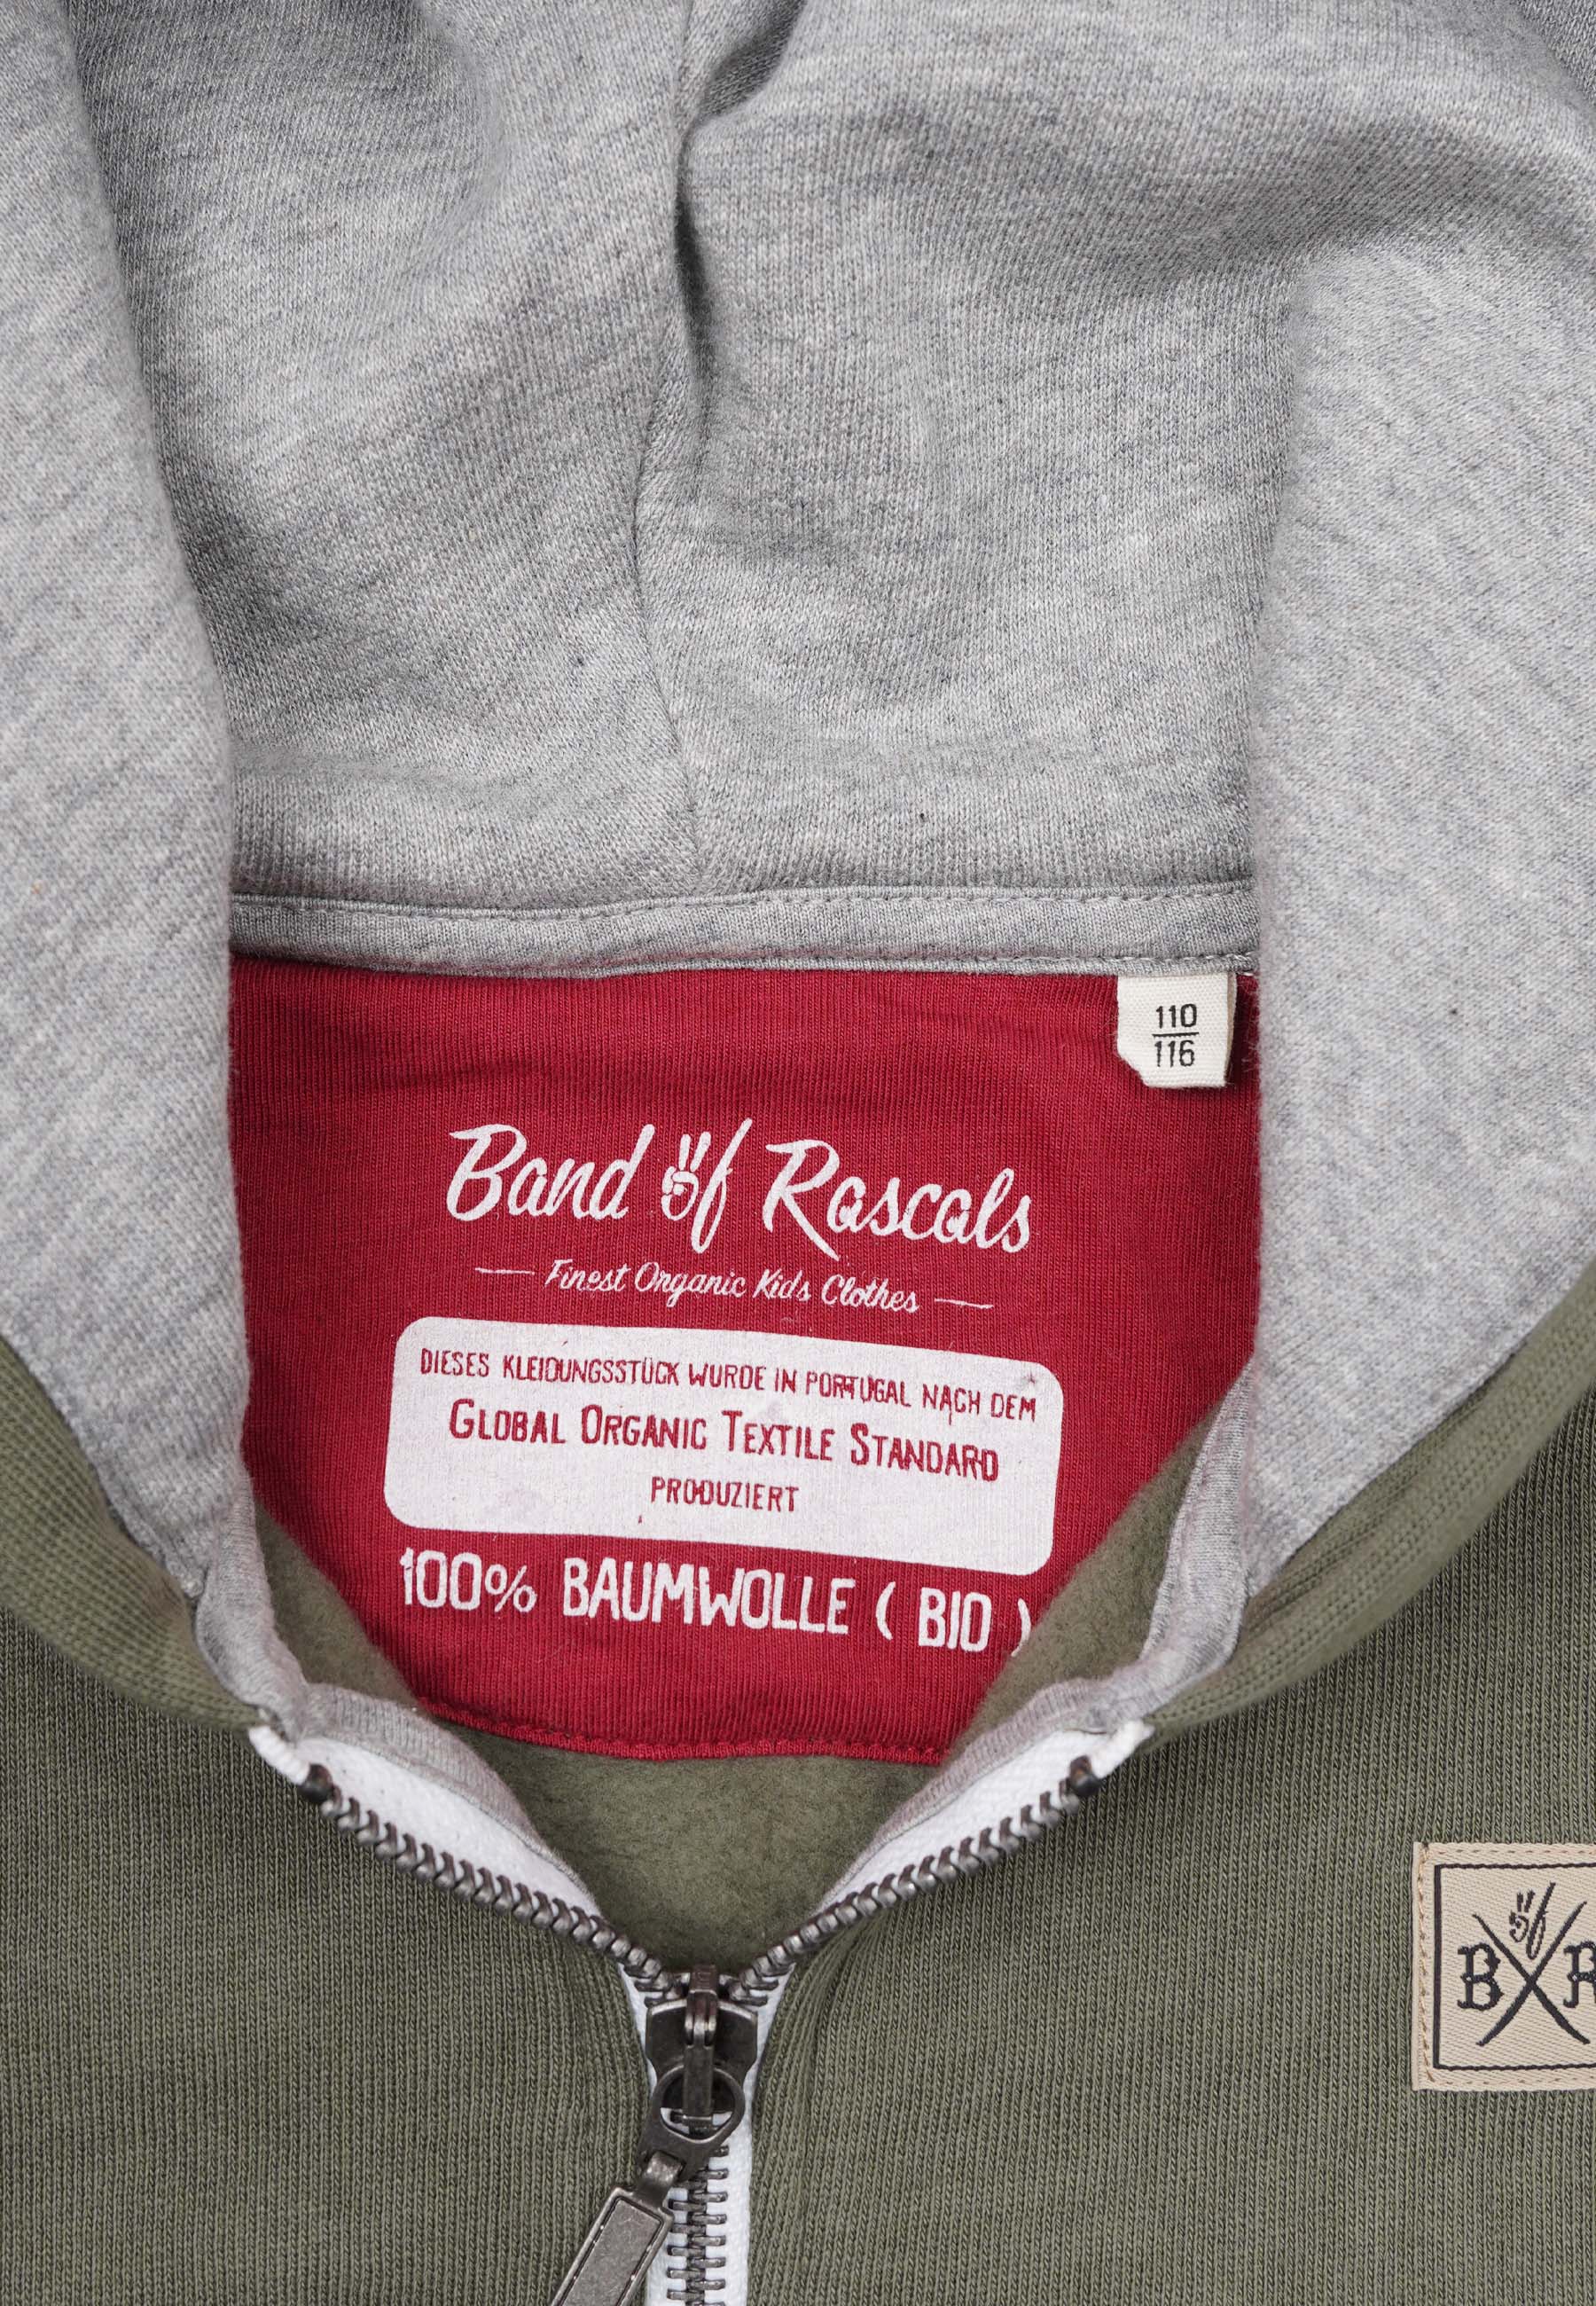 110
116
Band of Rascals
Finest Organic Kids Clothes
DIESES KLEIDUNGSSTÜCK WURDE IN PORTUGAL NACH DEM
GLOBAL ORGANIC TEXTILE STANDARD
PRODUZIERT
100% BAUMWOLLE ( BIO )
of
B R